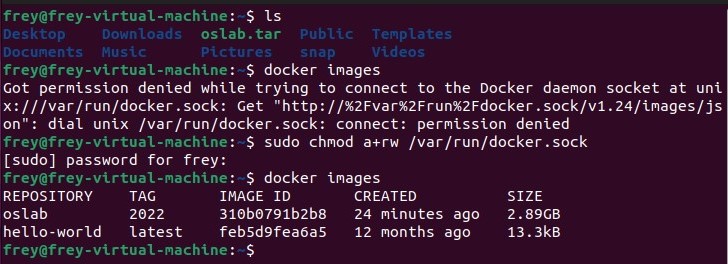 frey@frey-virtual-machine:~$ ls
Desktop    Downloads  oslab.tar  Public  Templates
Documents  Music      Pictures   snap    Videos
frey@frey-virtual-machine:~$ docker images
Got permission denied while trying to connect to the Docker daemon socket at uni
x:///var/run/docker.sock: Get "http://%2Fvar%2Frun%2Fdocker.sock/v1.24/images/js
on": dial unix /var/run/docker.sock: connect: permission denied
frey@frey-virtual-machine:~$ sudo chmod a+rw /var/run/docker.sock
[sudo] password for frey:
frey@frey-virtual-machine:~$ docker images
REPOSITORY    TAG       IMAGE ID       CREATED          SIZE
oslab         2022      310b0791b2b8   24 minutes ago   2.89GB
hello-world   latest    feb5d9fea6a5   12 months ago    13.3kB
frey@frey-virtual-machine:~$